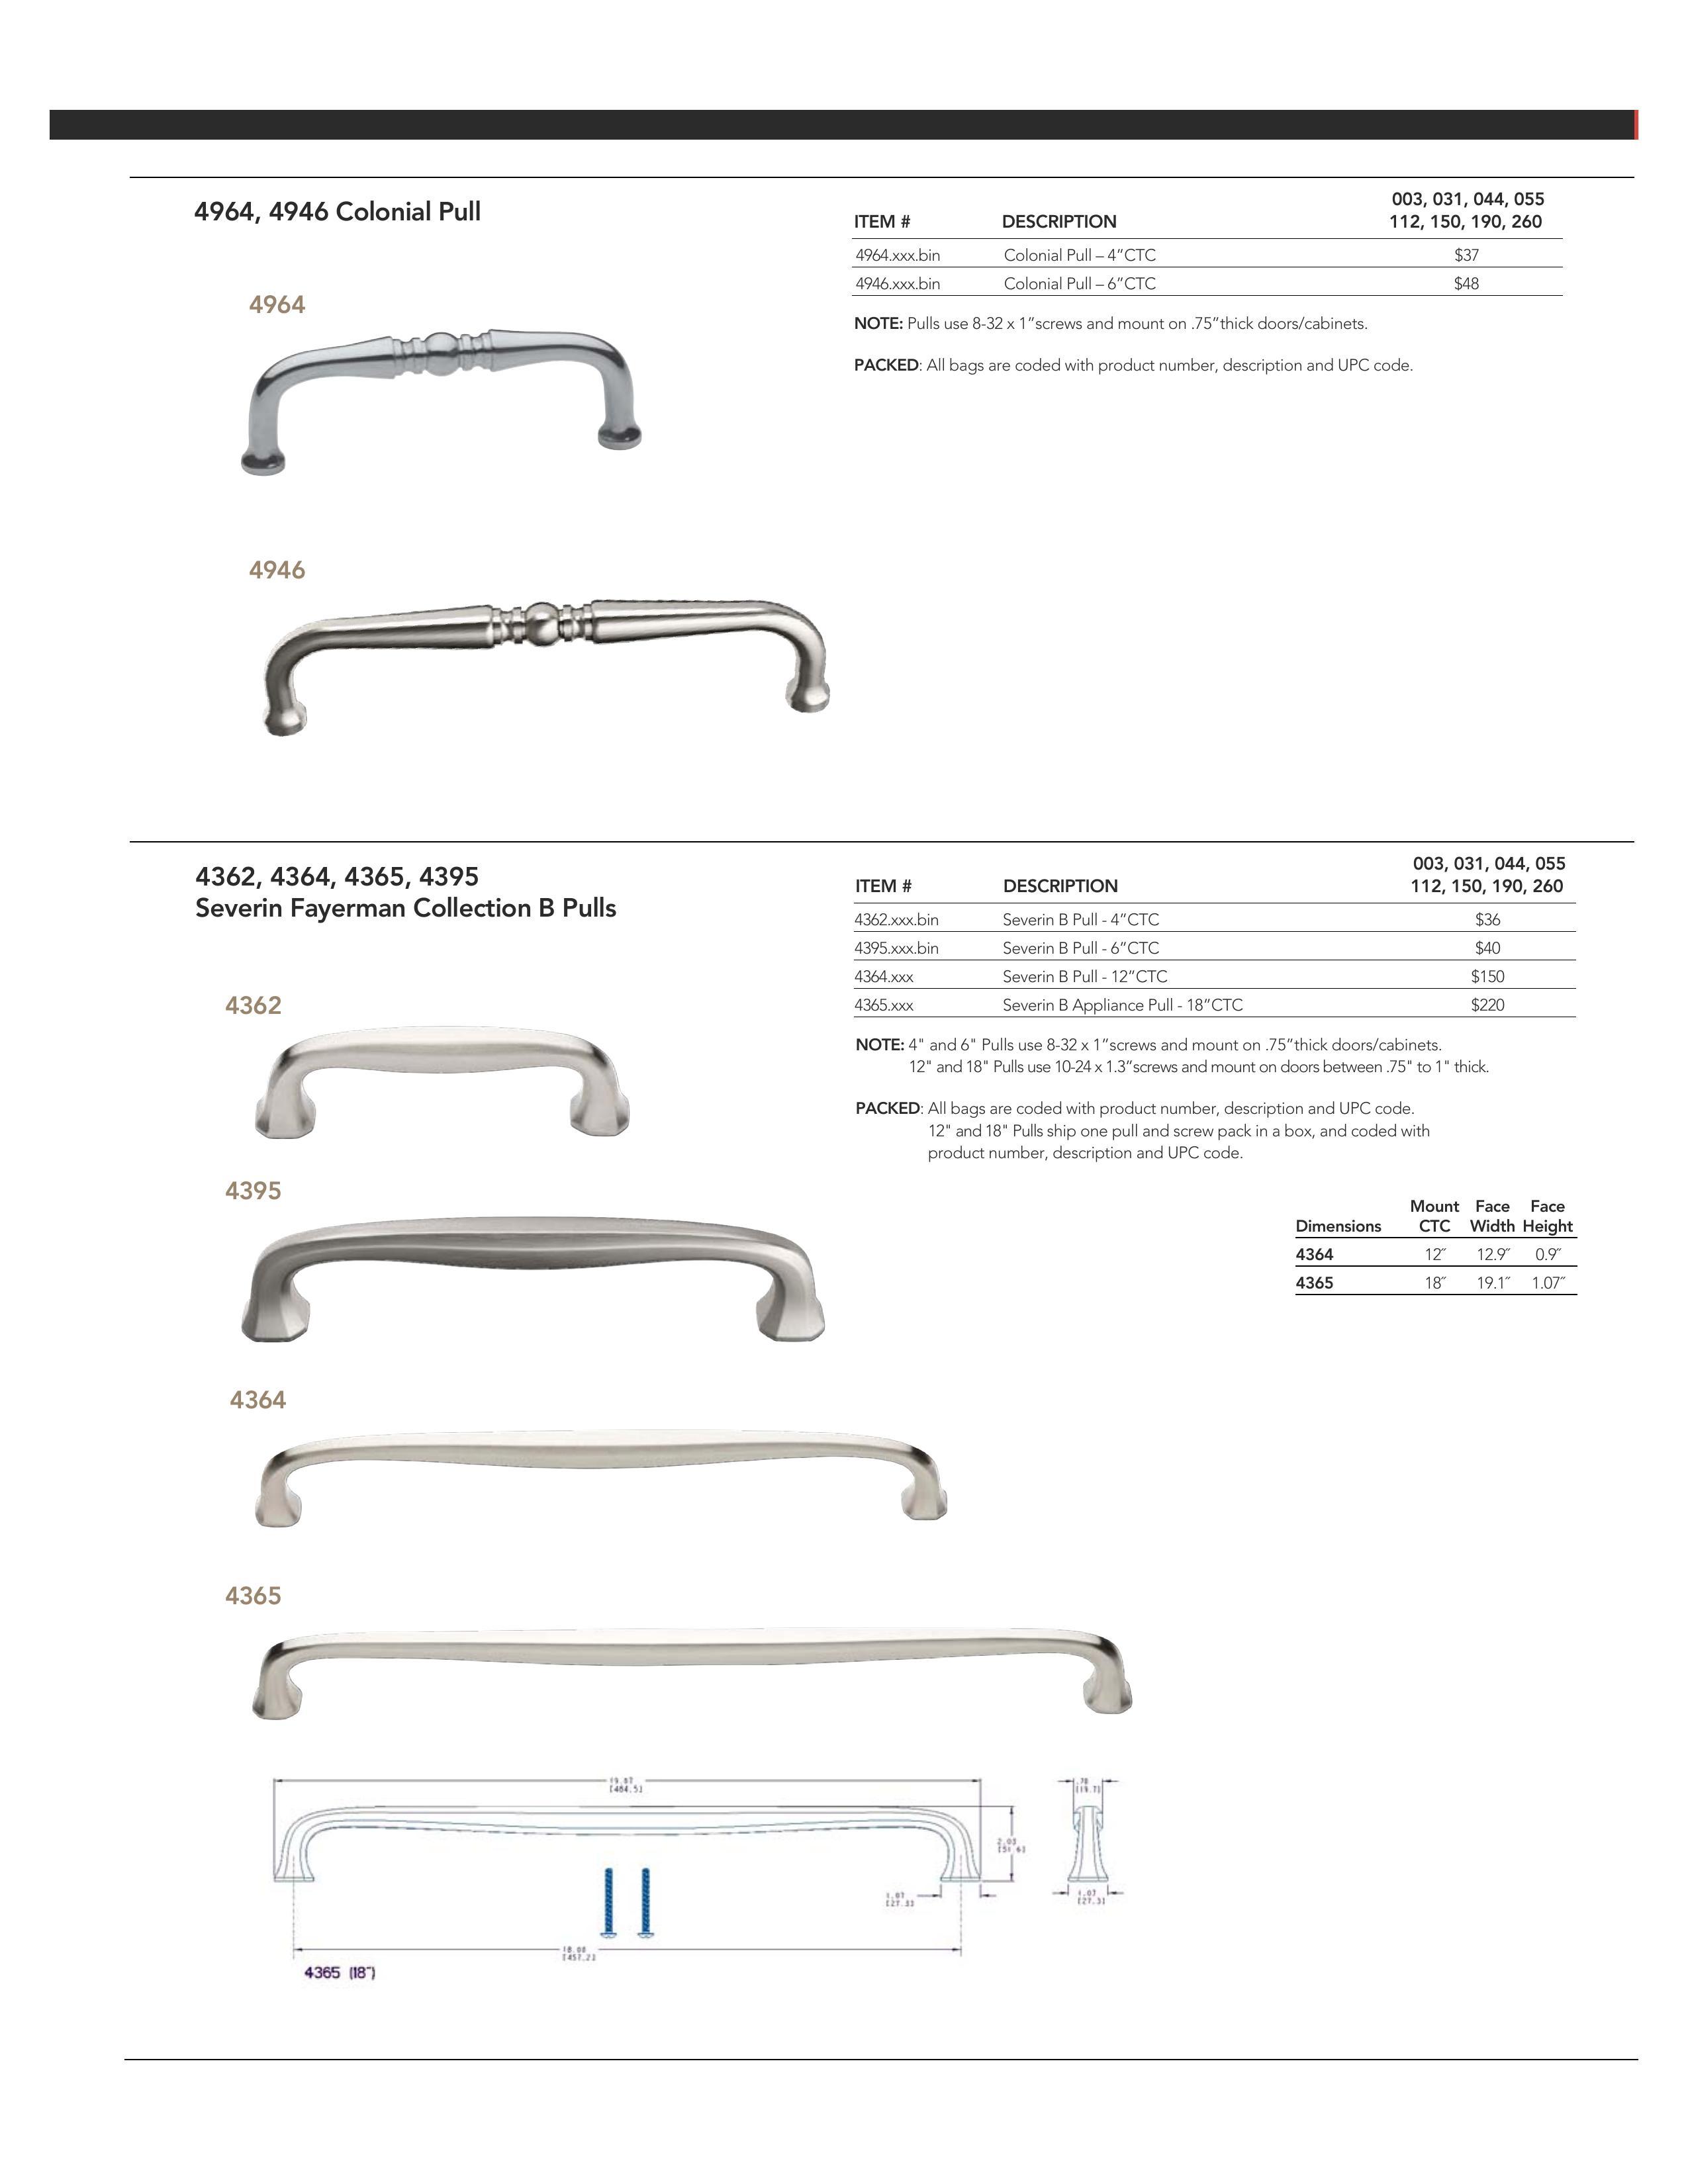 4964, 4946 Colonial Pull
003, 031, 044, 055
ITEM # DESCRIPTION 112, 150, 190, 260
4964.xxx.bin Colonial Pull – 4”CTC $37
4946.xxx.bin Colonial Pull – 6”CTC $48
NOTE: Pulls use 8-32 x 1”screws and mount on .75”thick doors/cabinets.
PACKED: All bags are coded with product number, description and UPC code.
4964
4946
4362, 4364, 4365, 4395
Severin Fayerman Collection B Pulls
003, 031, 044, 055
ITEM # DESCRIPTION 112, 150, 190, 260
4362.xxx.bin Severin B Pull - 4”CTC $36
4395.xxx.bin Severin B Pull - 6”CTC $40
4364.xxx Severin B Pull - 12”CTC $150
4365.xxx Severin B Appliance Pull - 18”CTC $220
NOTE: 4" and 6" Pulls use 8-32 x 1”screws and mount on .75”thick doors/cabinets.
12" and 18" Pulls use 10-24 x 1.3”screws and mount on doors between .75" to 1" thick.
PACKED: All bags are coded with product number, description and UPC code.
12" and 18" Pulls ship one pull and screw pack in a box, and coded with
product number, description and UPC code.
Mount Face Face
Dimensions CTC Width Height
4364 12˝ 12.9˝ 0.9˝
4365 18˝ 19.1˝ 1.07˝
4362
4395
4364
4365
19.07
[484.5]
.78
[19.7]
2.03
[51.6]
1.07
[27.3]
1.07
[27.3]
18.00
[457.2]
4365 (18")